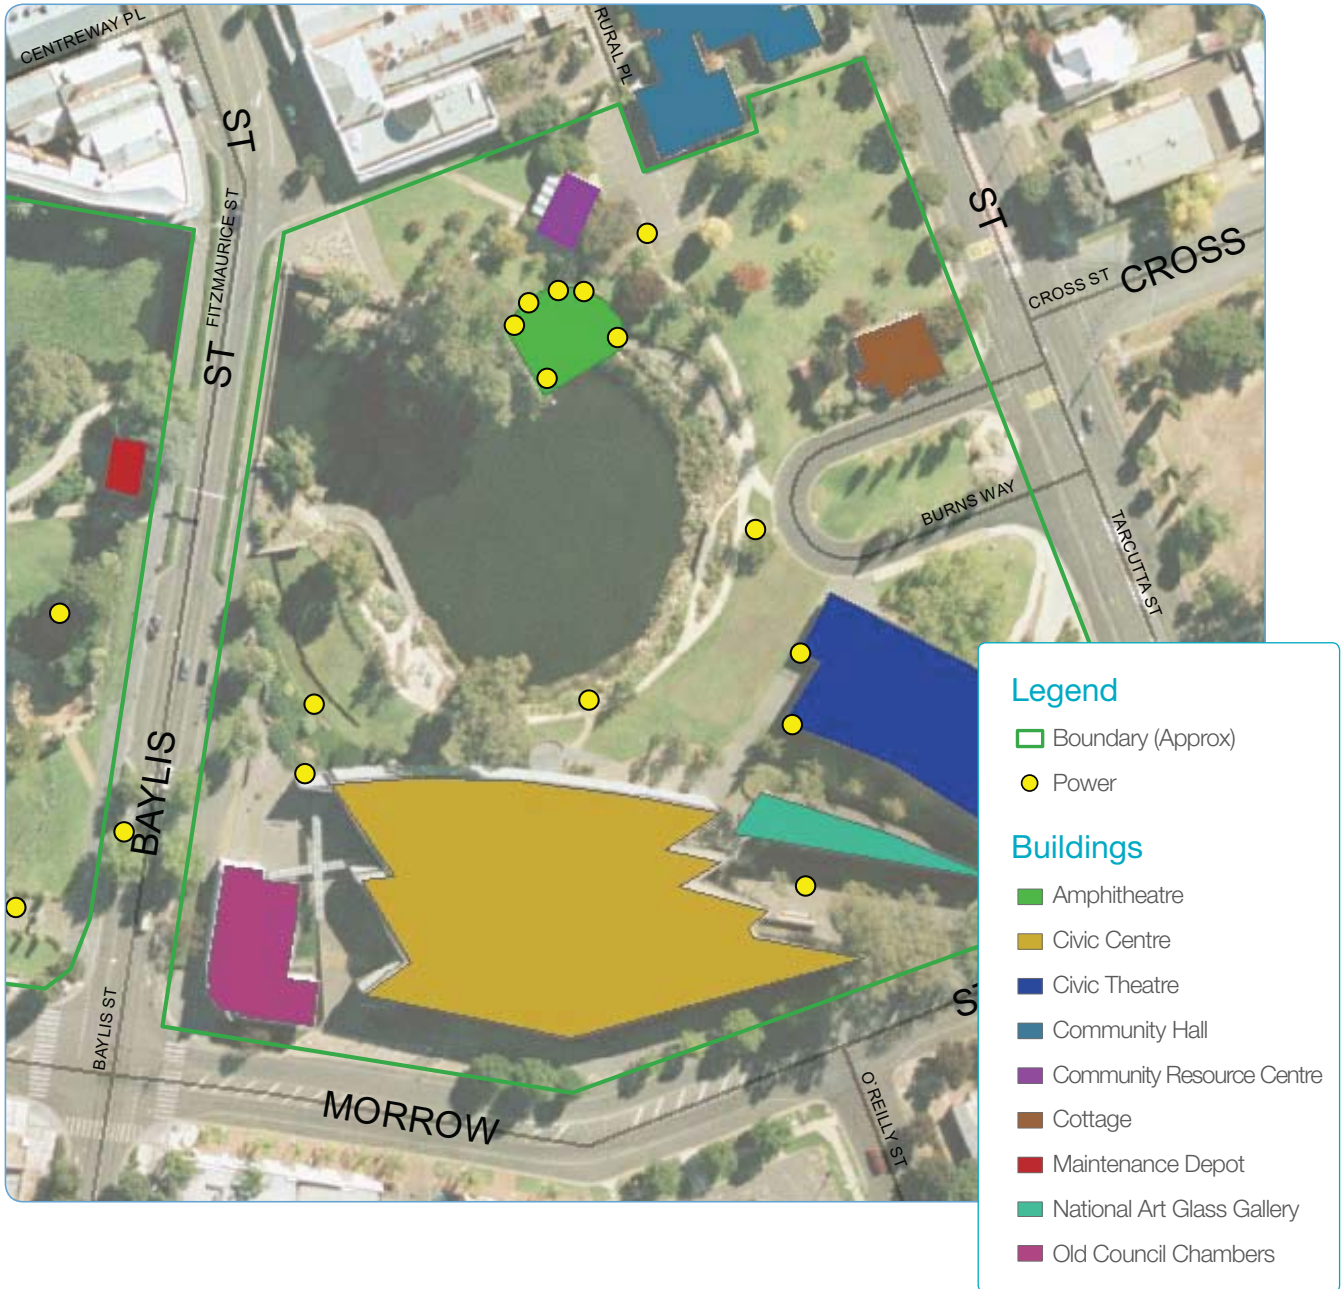 CENTREWAY PL
RURAL PL
ST
FITZMAURICE ST
ST
ST
CROSS ST
CROSS
BURNS WAY
TARCUTTA ST
BAYLIS
BAYLIS ST
MORROW
ST
O'REILLY ST
Legend
Boundary (Approx)
Power
Buildings
Amphitheatre
Civic Centre
Civic Theatre
Community Hall
Community Resource Centre
Cottage
Maintenance Depot
National Art Glass Gallery
Old Council Chambers